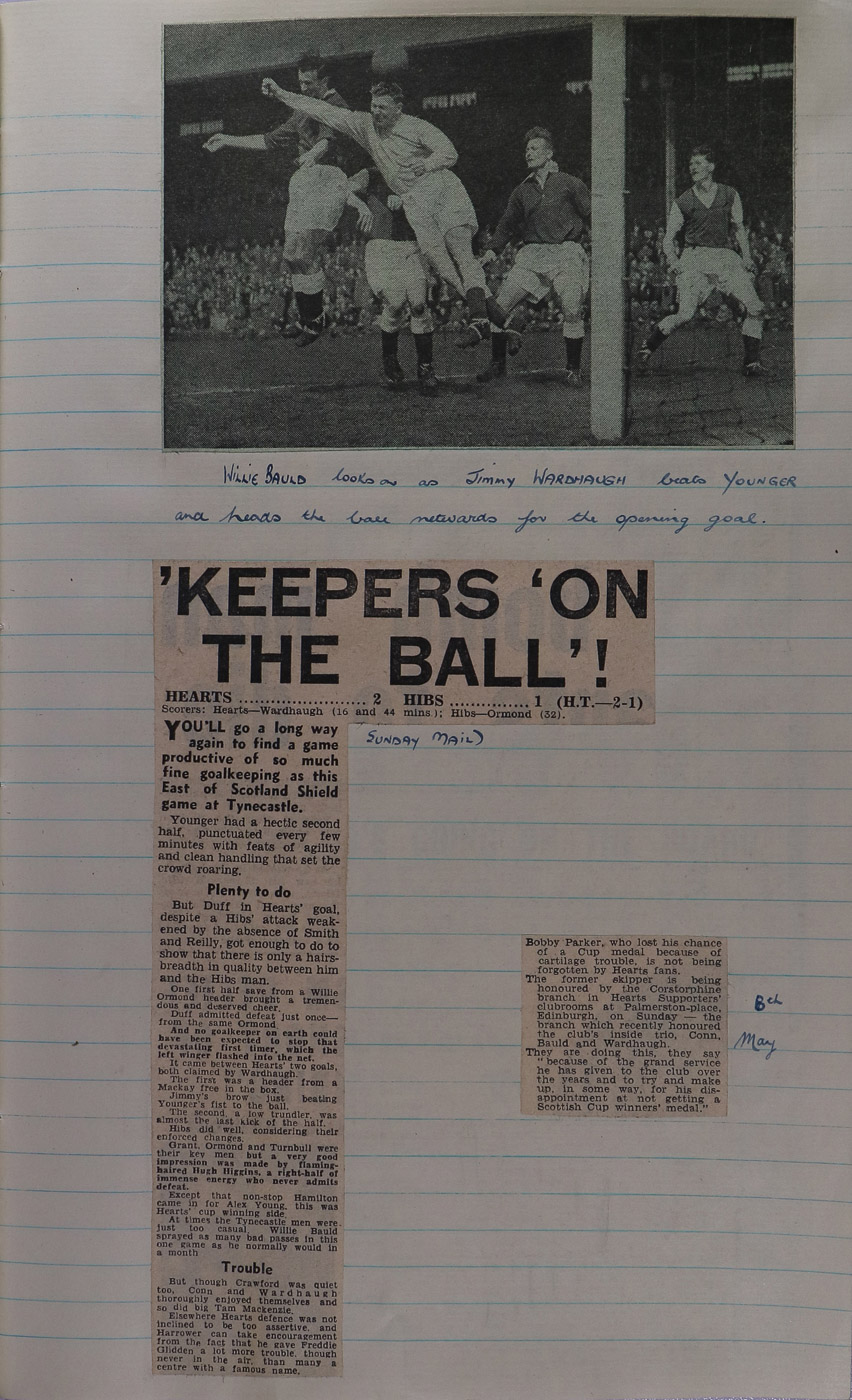 WILLIE BAULD looks on as Jimmy WARDHAUGH beats YOUNGER
and heads the ball netwards for the opening goal.
'KEEPERS 'ON
THE BALL'!
HEARTS ...................... 2 HIBS .............. 1 (H.T.—2-1)
Scorers: Hearts—Wardhaugh (16 and 44 mins.); Hibs—Ormond (32).
SUNDAY MAIL)
YOU'LL go a long way
again to find a game
productive of so much
fine goalkeeping as this
East of Scotland Shield
game at Tynecastle.
Younger had a hectic second
half, punctuated every few
minutes with feats of agility
and clean handling that set the
crowd roaring.
Plenty to do
But Duff in Hearts' goal,
despite a Hibs' attack weak-
ened by the absence of Smith
and Reilly, got enough to do to
show that there is only a hairs-
breadth in quality between him
and the Hibs man.
One first half save from a Willie
Ormond header brought a tremen-
dous and deserved cheer.
Duff admitted defeat just once—
from the same Ormond.
And no goalkeeper on earth could
have been expected to stop that
devastating first timer, which the
left winger flashed into the net.
It came between Hearts' two goals,
both claimed by Wardhaugh.
The first was a header from a
Mackay free in the box.
Jimmy's brow just beating
Younger's fist to the ball.
The second, a low trundler, was
almost the last kick of the half.
Hibs did well, considering their
enforced changes.
Grant, Ormond and Turnbull were
their key men but a very good
impression was made by flaming-
haired Hugh Higgins, a right-half of
immense energy who never admits
defeat.
Except that non-stop Hamilton
came in for Alex Young, this was
Hearts' cup winning side.
At times the Tynecastle men were
just too casual. Willie Bauld
sprayed as many bad passes in this
one game as he normally would in
a month
Trouble
But though Crawford was quiet
too, Conn and Wardhaugh
thoroughly enjoyed themselves and
so did big Tam Mackenzie.
Elsewhere Hearts defence was not
inclined to be too assertive, and
Harrower can take encouragement
from the fact that he gave Freddie
Glidden a lot more trouble, though
never in the air, than many a
centre with a famous name.
Bobby Parker, who lost his chance
of a Cup medal because of
cartilage trouble, is not being
forgotten by Hearts fans.
The former skipper is being
honoured by the Corstorphine
branch in Hearts Supporters'
clubrooms at Palmerston-place,
Edinburgh, on Sunday — the
branch which recently honoured
the club's inside trio, Conn,
Bauld and Wardhaugh.
They are doing this, they say
"because of the grand service
he has given to the club over
the years and to try and make
up, in some way, for his dis-
appointment at not getting a
Scottish Cup winners' medal."
8th
May